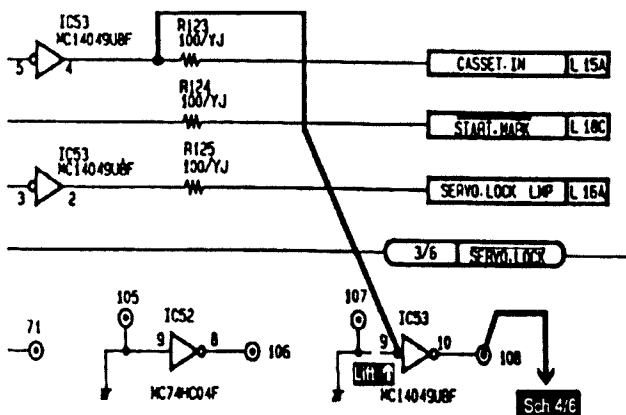 IC53
MC14049UBF
5 4
R123
100/YJ
CASSET.IN L 15A
R124
100/YJ
START.MARK L 18C
IC53
MC14049UBF
3 2
R125
100/YJ
SERVO.LOCK LMP L 16A
3/6 SERVO.LOCK
71
105
IC52
9 8
106
MC74HC04F
107
IC53
9 10
108
MC14049UBF
Sch 4/6